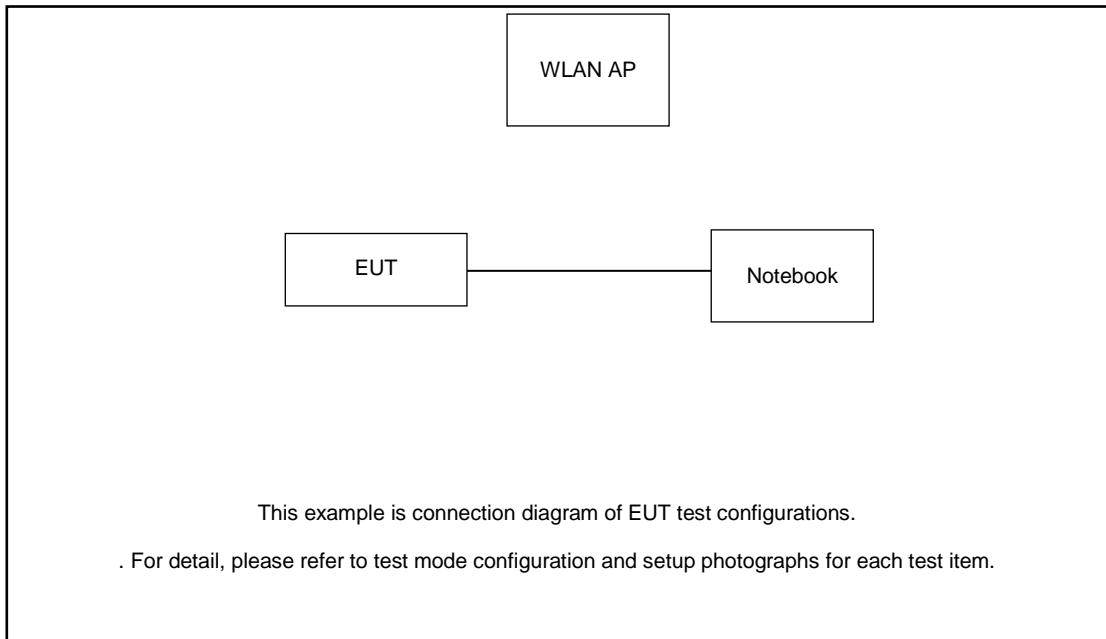 WLAN AP
EUT
Notebook
This example is connection diagram of EUT test configurations.
. For detail, please refer to test mode configuration and setup photographs for each test item.